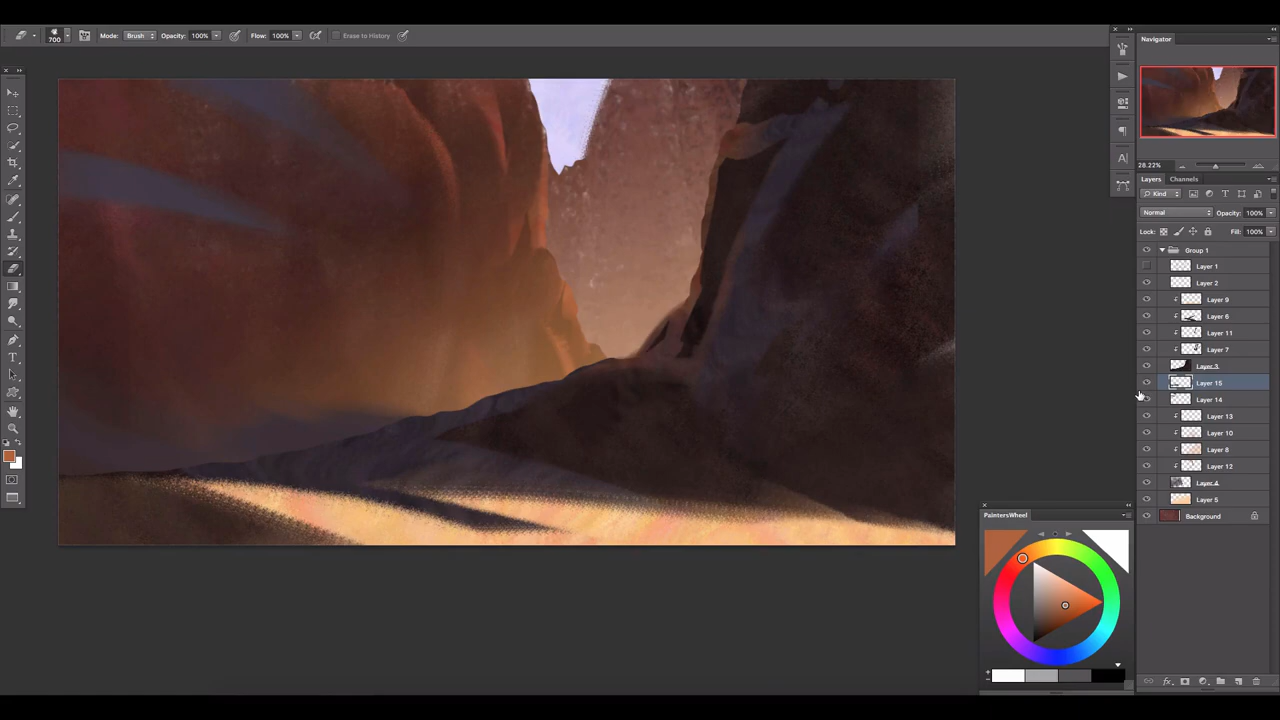 700
Mode: Brush
Opacity: 100%
Flow: 100%
Erase to History
Navigator
28.22%
Layers
Channels
Kind
Normal
Opacity: 100%
Lock:
Fill: 100%
Group 1
Layer 1
Layer 2
Layer 9
Layer 6
Layer 11
Layer 7
Layer 3
Layer 15
Layer 14
Layer 13
Layer 10
Layer 8
Layer 12
Layer 4
Layer 5
Background
PaintersWheel